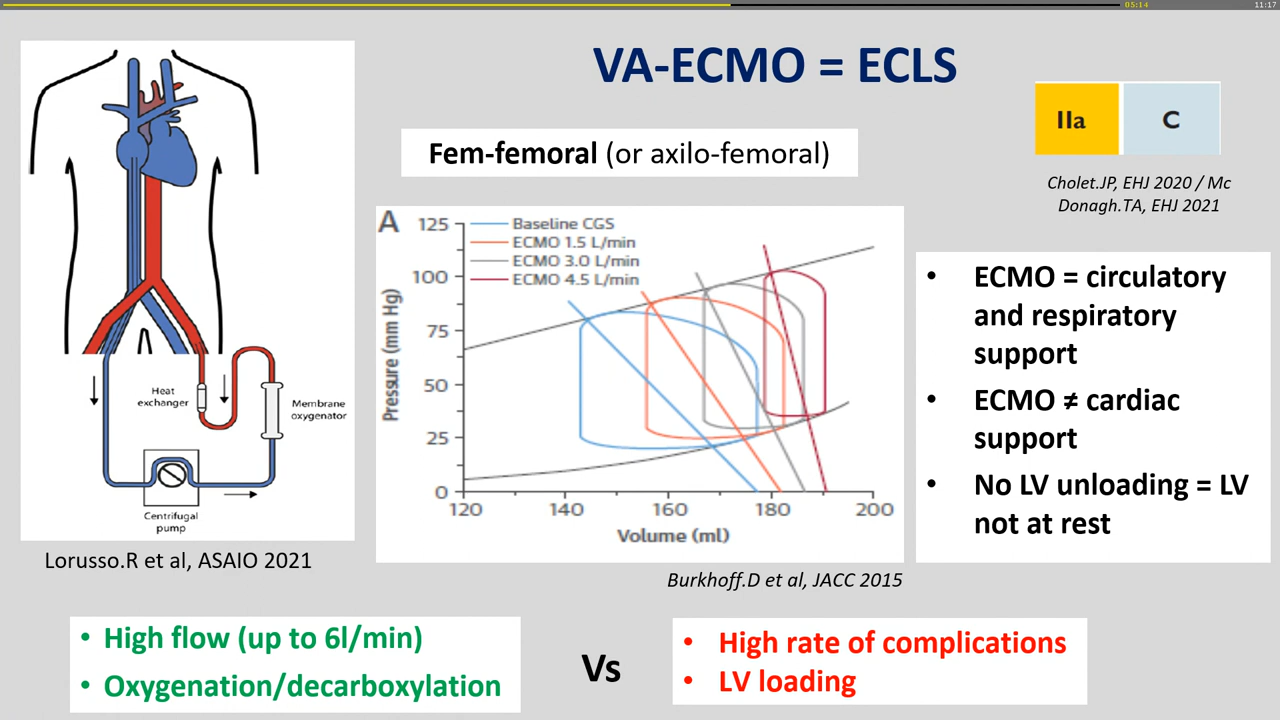 05:14
11:17
VA-ECMO = ECLS
IIa
C
Fem-femoral (or axilo-femoral)
Cholet.JP, EHJ 2020 / Mc
Donagh.TA, EHJ 2021
Heat
exchanger
Membrane
oxygenator
Centrifugal
pump
Lorusso.R et al, ASAIO 2021
A
125
100
75
50
25
0
Pressure (mm Hg)
Baseline CGS
ECMO 1.5 L/min
ECMO 3.0 L/min
ECMO 4.5 L/min
120
140
160
180
200
Volume (ml)
Burkhoff.D et al, JACC 2015
• ECMO = circulatory
and respiratory
support
• ECMO ≠ cardiac
support
• No LV unloading = LV
not at rest
• High flow (up to 6l/min)
• Oxygenation/decarboxylation
Vs
• High rate of complications
• LV loading